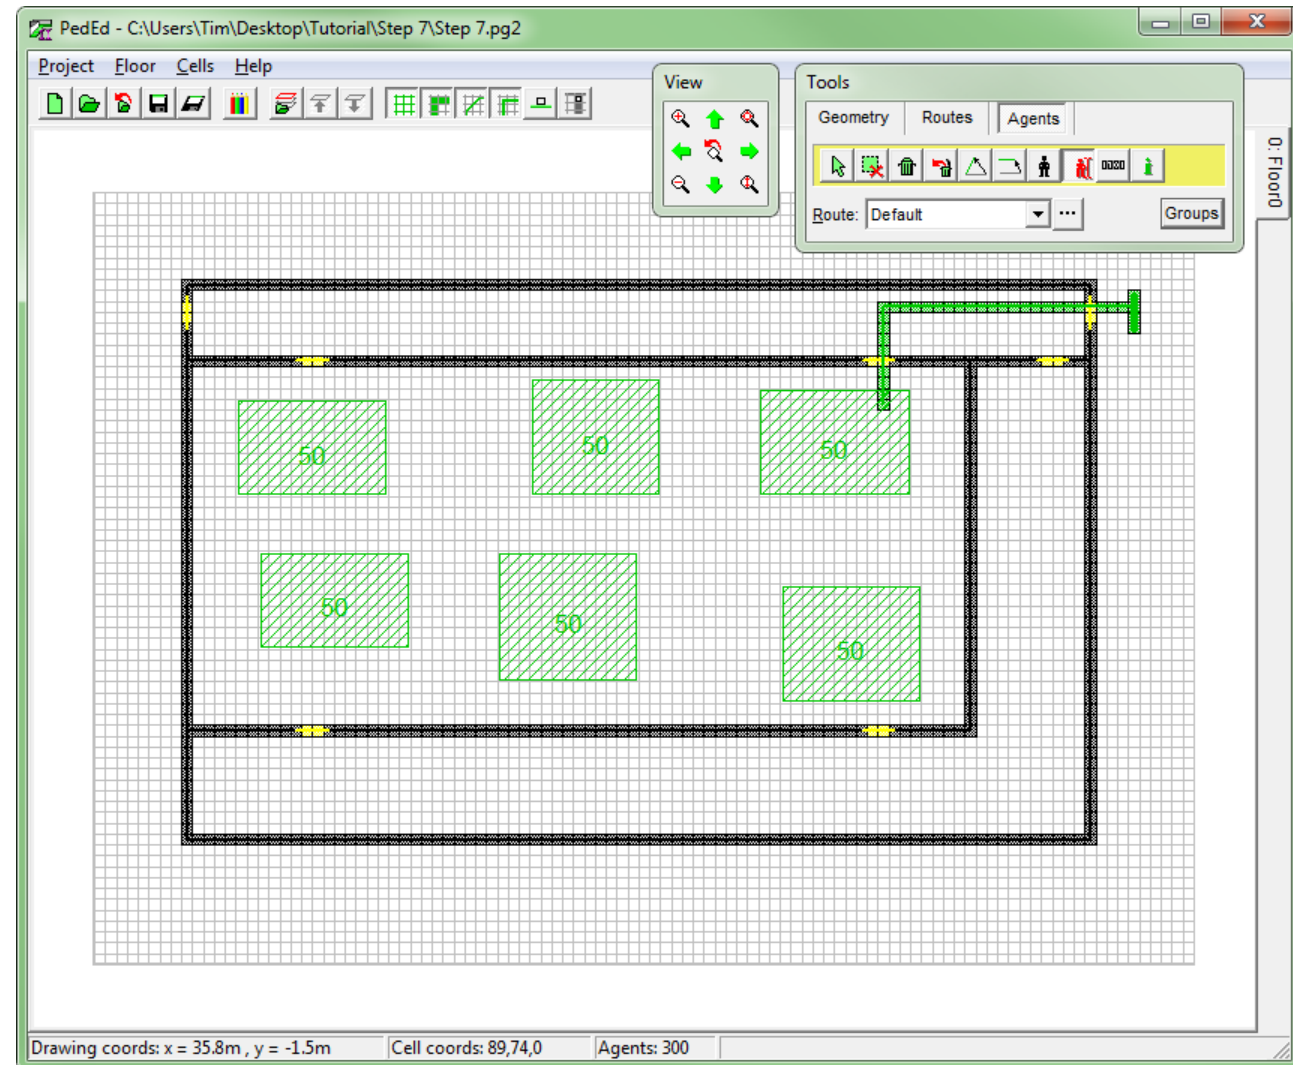 PedEd - C:\Users\Tim\Desktop\Tutorial\Step 7\Step 7.pg2
Project Floor Cells Help
View
Tools
Geometry Routes Agents
Route: Default ... Groups
0: Floor0
50 50 50
50 50 50
Drawing coords: x = 35.8m , y = -1.5m Cell coords: 89,74,0 Agents: 300